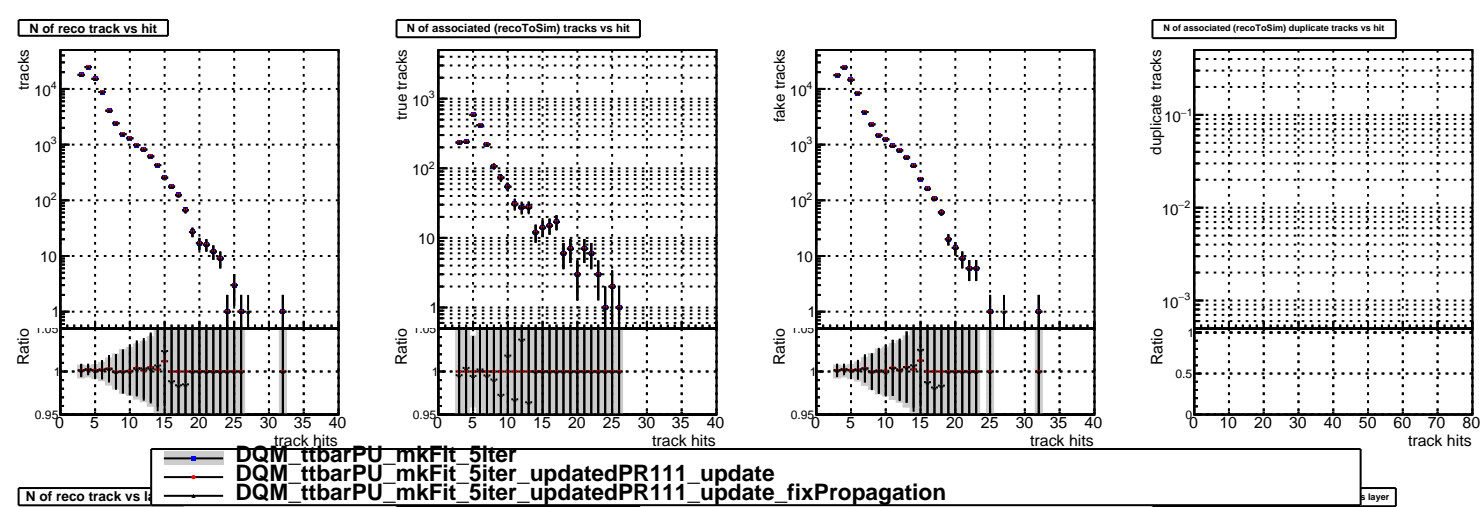 N of reco track vs hit
N of associated (recoToSim) tracks vs hit
N of associated (recoToSim) duplicate tracks vs hit
tracks
10⁴
10³
10²
10
1
Ratio
1.05
1
0.95
0 5 10 15 20 25 30 35 40
track hits
true tracks
10³
10²
10
1
Ratio
1.05
1
0.95
0 5 10 15 20 25 30 35 40
track hits
fake tracks
10⁴
10³
10²
10
1
Ratio
1.05
1
0.95
0 5 10 15 20 25 30 35 40
track hits
duplicate tracks
10⁻¹
10⁻²
10⁻³
Ratio
1
0.5
0
0 10 20 30 40 50 60 70 80
track hits
DQM_ttbarPU_mkFit_5iter
DQM_ttbarPU_mkFit_5iter_updatedPR111_update
DQM_ttbarPU_mkFit_5iter_updatedPR111_update_fixPropagation
N of reco track vs
s layer